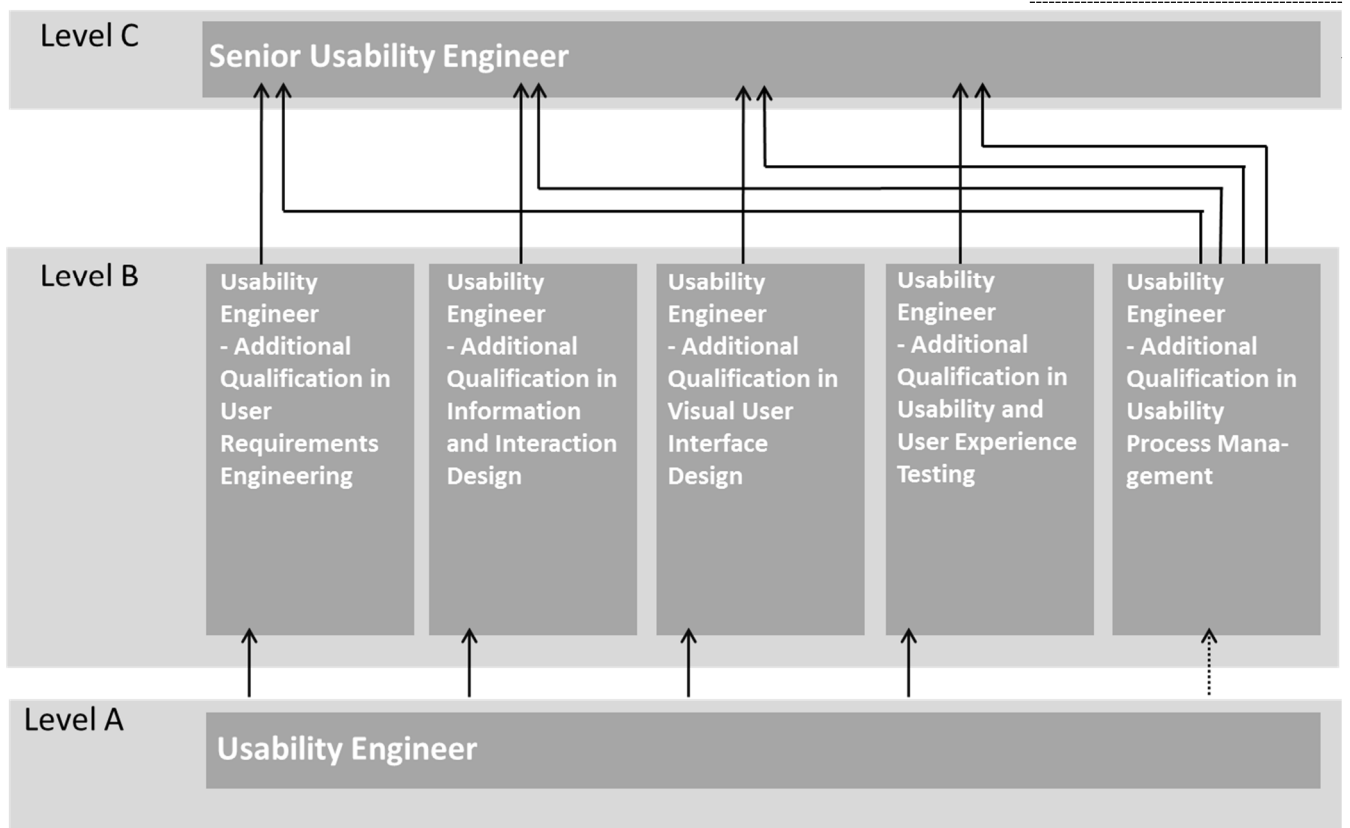 Level C
Senior Usability Engineer
Level B
Usability
Engineer
- Additional
Qualification in
User
Requirements
Engineering
Usability
Engineer
- Additional
Qualification in
Information
and Interaction
Design
Usability
Engineer
- Additional
Qualification in
Visual User
Interface
Design
Usability
Engineer
- Additional
Qualification in
Usability and
User Experience
Testing
Usability
Engineer
- Additional
Qualification in
Usability
Process Mana-
gement
Level A
Usability Engineer